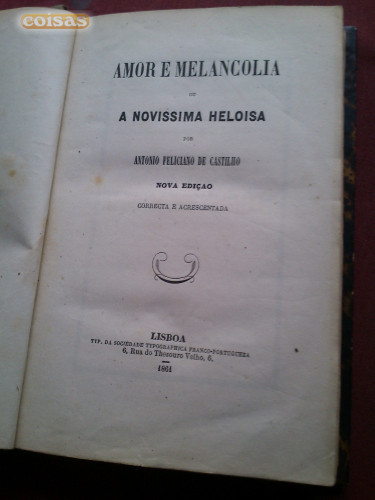 coisas
AMOR E MELANCOLIA
OU
A NOVISSIMA HELOISA
POR
ANTONIO FELICIANO DE CASTILHO
NOVA EDIÇÃO
CORRECTA E ACRESCENTADA
LISBOA
TYP. DA SOCIEDADE TYPOGRAPHICA FRANCO-PORTUGUEZA
6, Rua do Thesouro Velho, 6.
1861